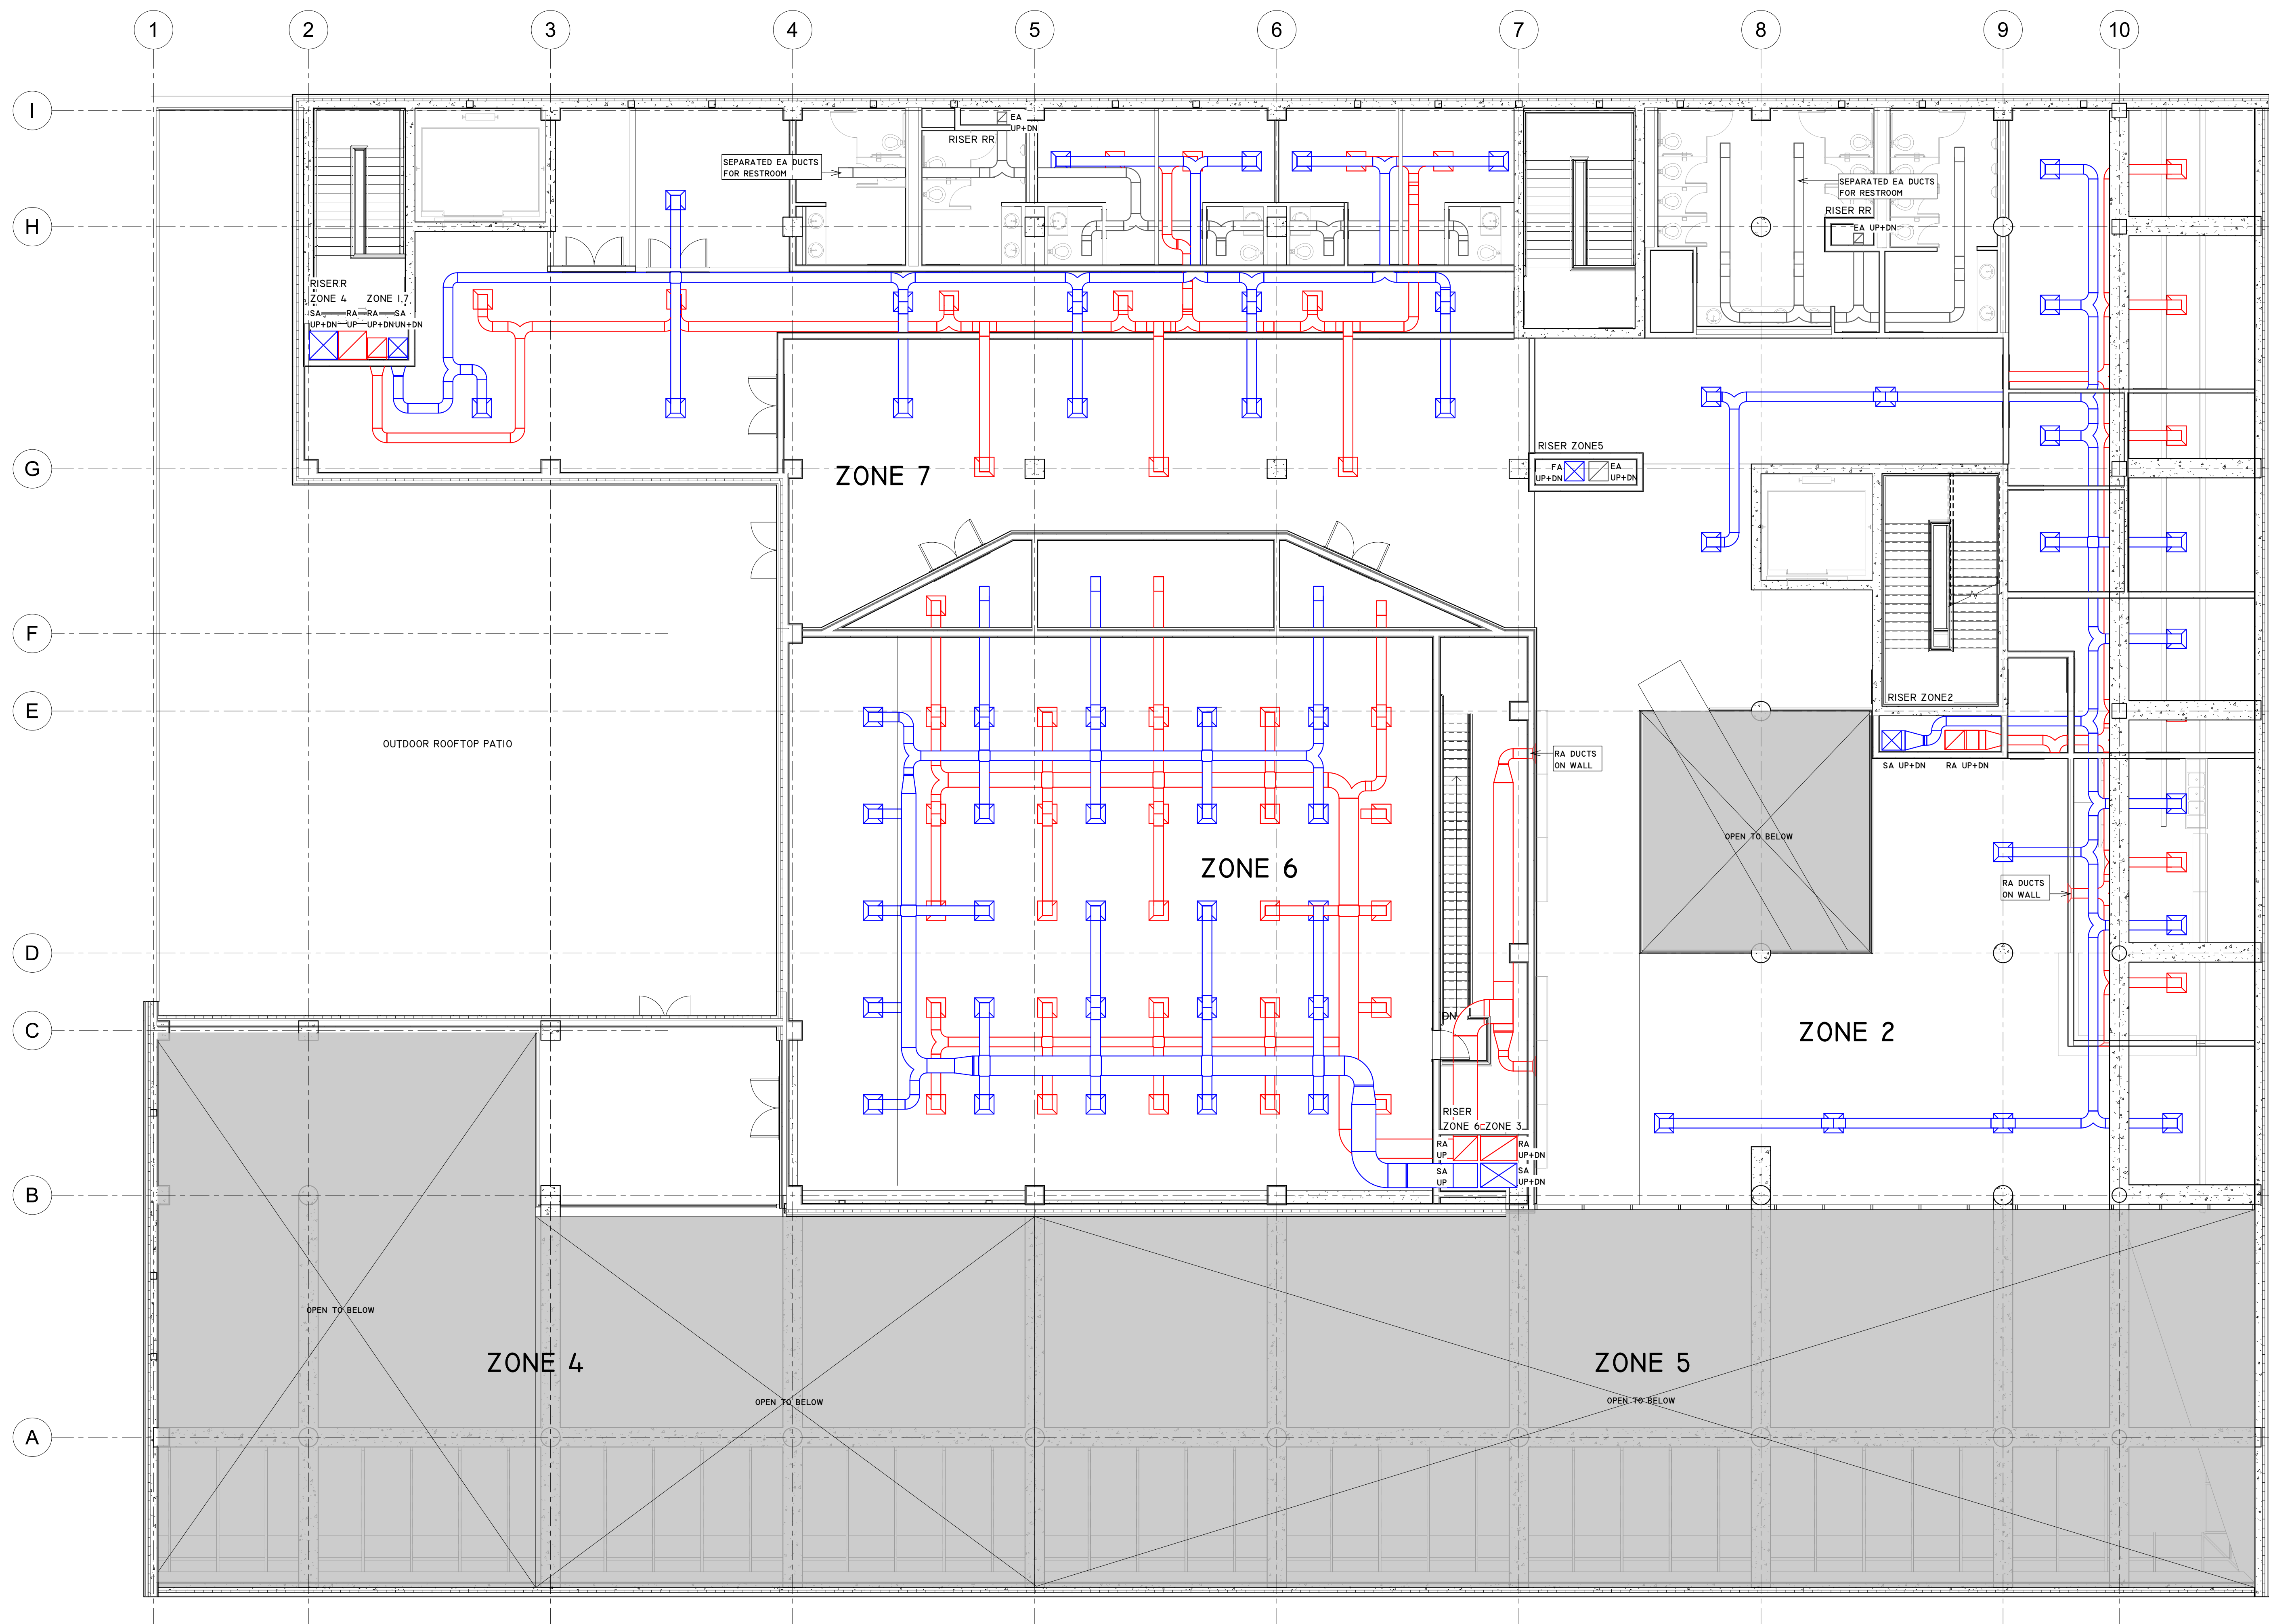 1
2
3
4
5
6
7
8
9
10
I
H
G
F
E
D
C
B
A
EA
UP+DN
RISER RR
SEPARATED EA DUCTS
FOR RESTROOM
SEPARATED EA DUCTS
FOR RESTROOM
RISER RR
EA UP+DN
RISER R
ZONE 4 ZONE 1,7
SA RA RA SA
UP+DN UP UP+DN UN+DN
ZONE 7
RISER ZONE5
FA
UP+DN
EA
UP+DN
RISER ZONE2
SA UP+DN RA UP+DN
OUTDOOR ROOFTOP PATIO
RA DUCTS
ON WALL
OPEN TO BELOW
ZONE 6
RA DUCTS
ON WALL
DN
ZONE 2
RISER
ZONE 6 ZONE 3
RA
UP
RA
UP+DN
SA
UP
SA
UP+DN
OPEN TO BELOW
ZONE 4
ZONE 5
OPEN TO BELOW
OPEN TO BELOW